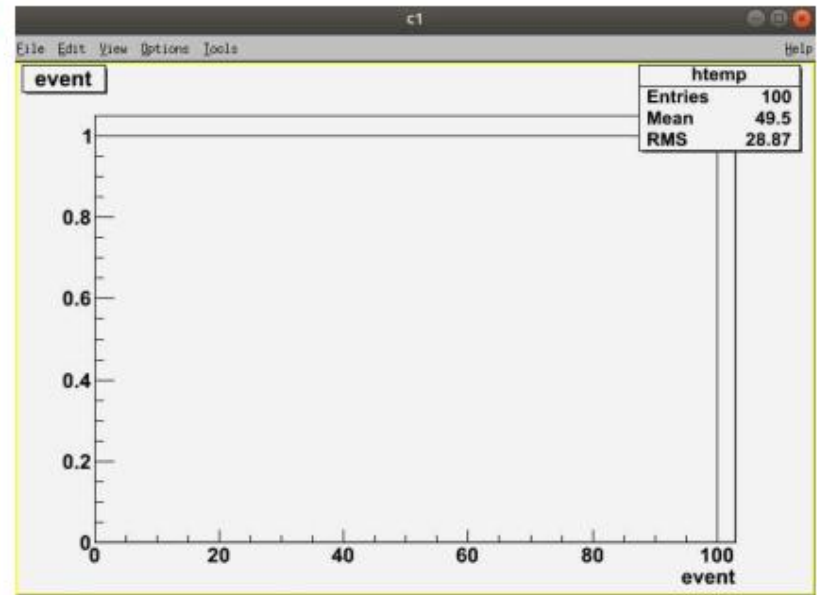 c1
File Edit View Options Tools Help
event
htemp
Entries 100
Mean 49.5
RMS 28.87
1
0.8
0.6
0.4
0.2
0
0 20 40 60 80 100
event